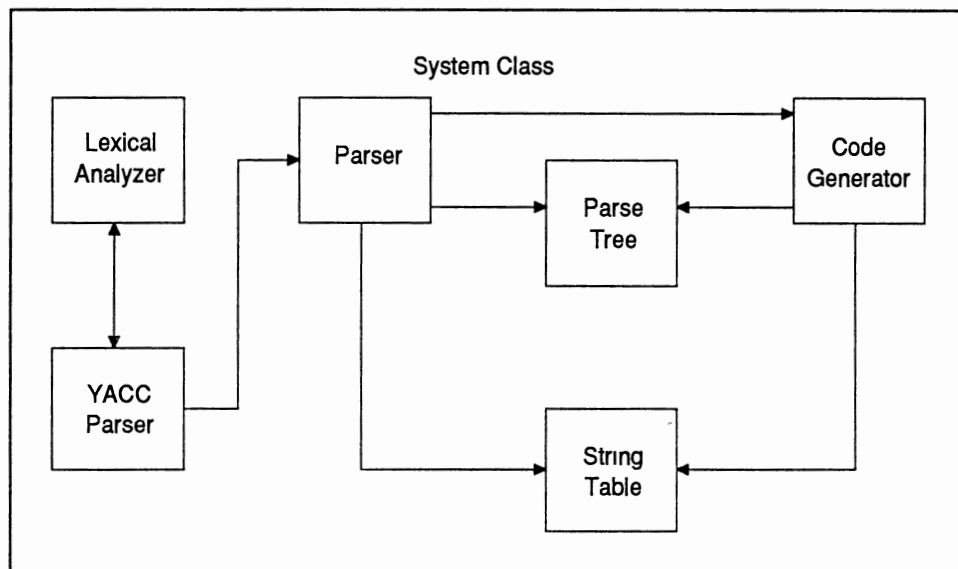 System Class
Lexical
Analyzer
Parser
Code
Generator
Parse
Tree
YACC
Parser
String
Table